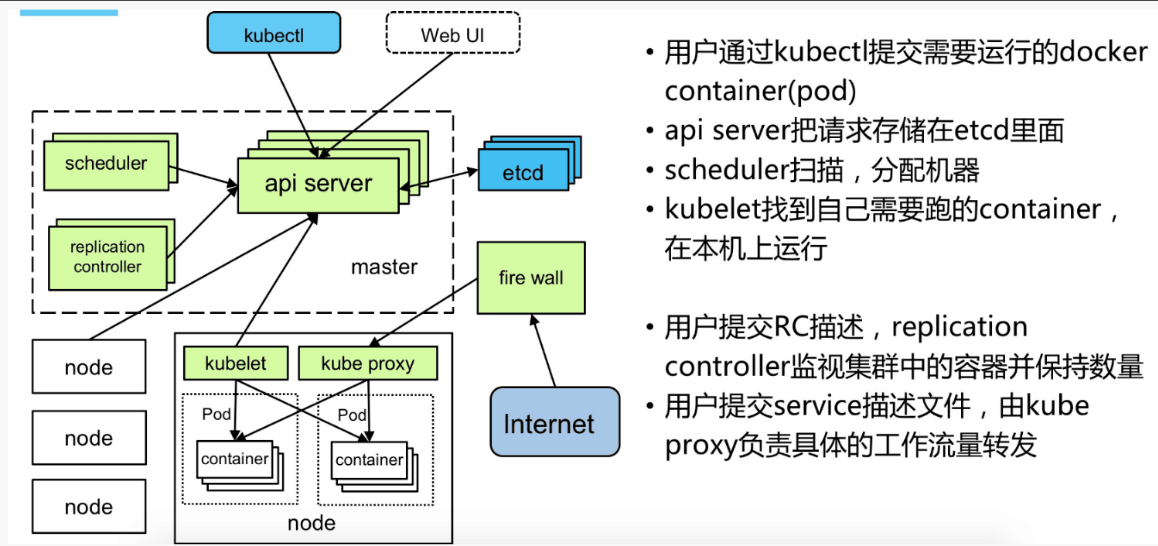 kubectl
Web UI
scheduler
api server
etcd
replication
controller
master
fire wall
node
kubelet
kube proxy
Pod
Pod
container
container
node
node
node
Internet
• 用户通过kubectl提交需要运行的docker
container(pod)
• api server把请求存储在etcd里面
• scheduler扫描，分配机器
• kubelet找到自己需要跑的container，
在本机上运行
• 用户提交RC描述，replication
controller监视集群中的容器并保持数量
• 用户提交service描述文件，由kube
proxy负责具体的工作流量转发